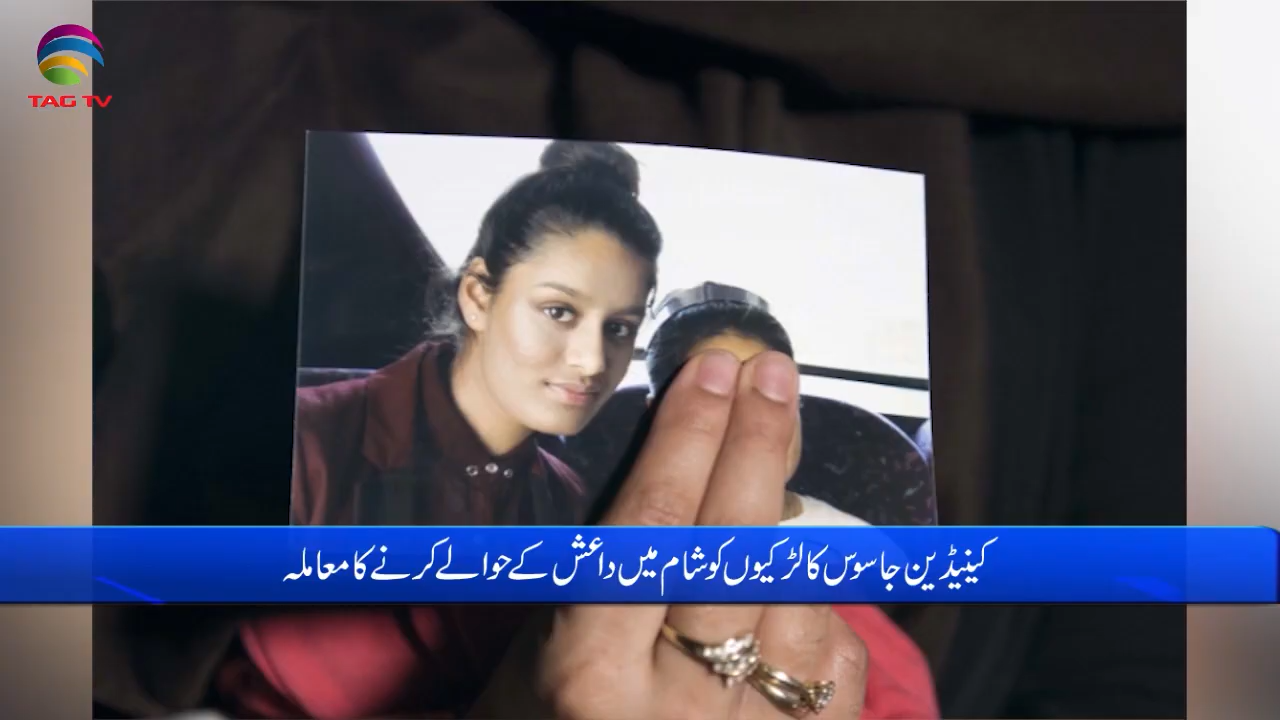 TAG TV
کینیڈین جاسوس کا لڑکیوں کو شام میں داعش کے حوالے کرنے کا معاملہ